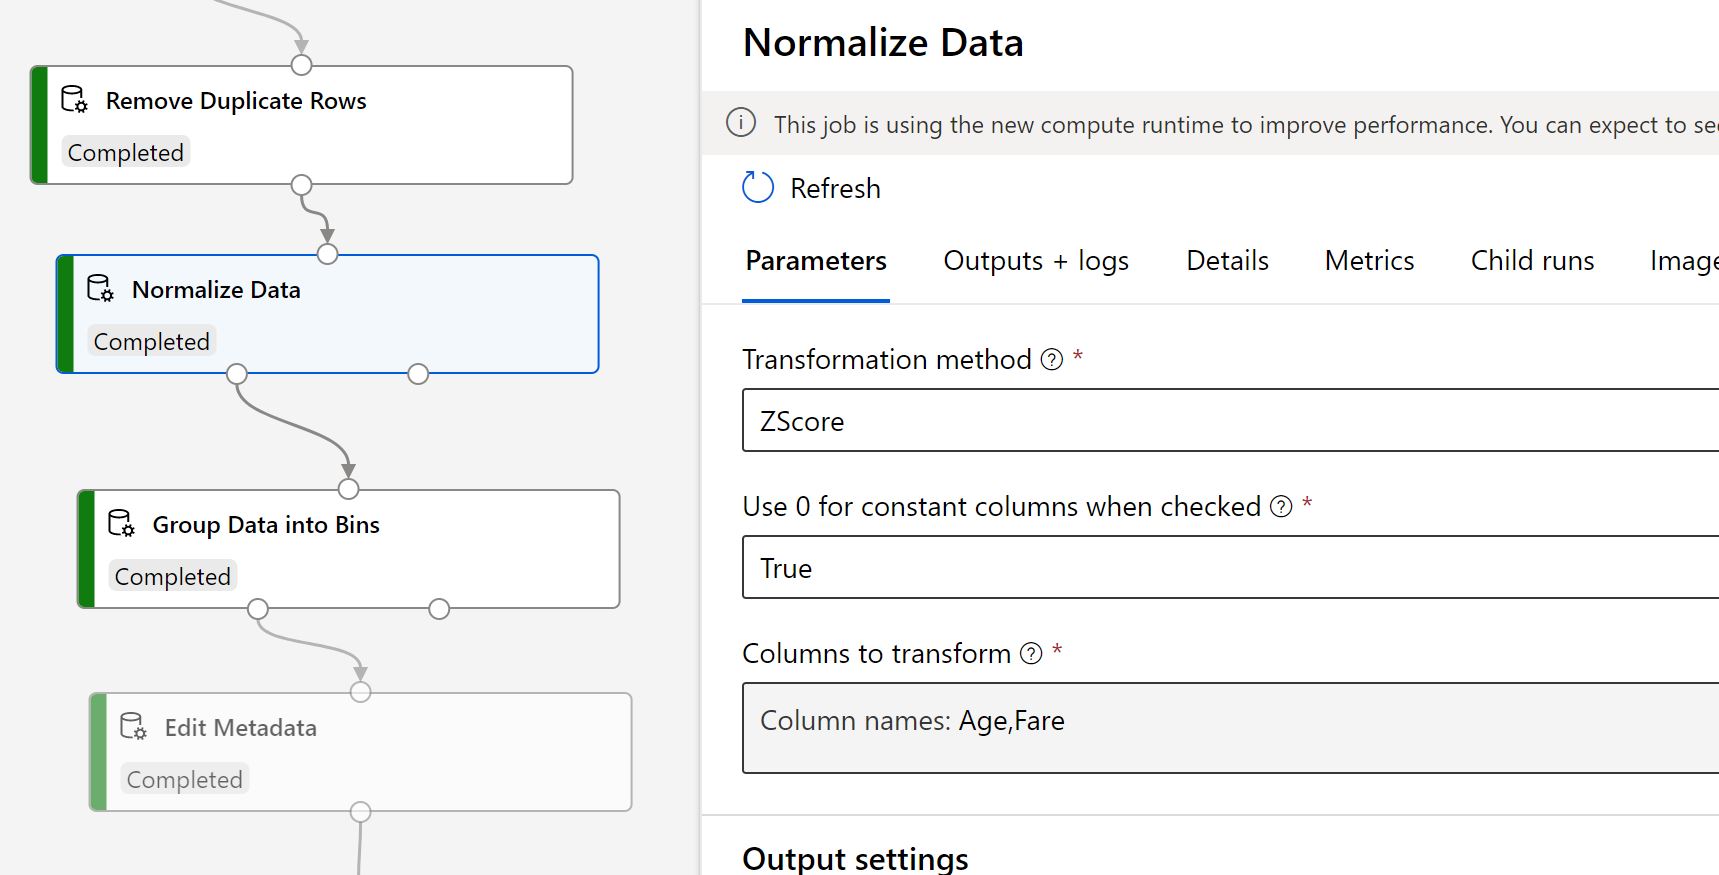 Remove Duplicate Rows
Completed
Normalize Data
Completed
Group Data into Bins
Completed
Edit Metadata
Completed
Normalize Data
This job is using the new compute runtime to improve performance. You can expect to
Refresh
Parameters Outputs + logs Details Metrics Child runs
Transformation method *
ZScore
Use 0 for constant columns when checked *
True
Columns to transform *
Column names: Age,Fare
Output settings